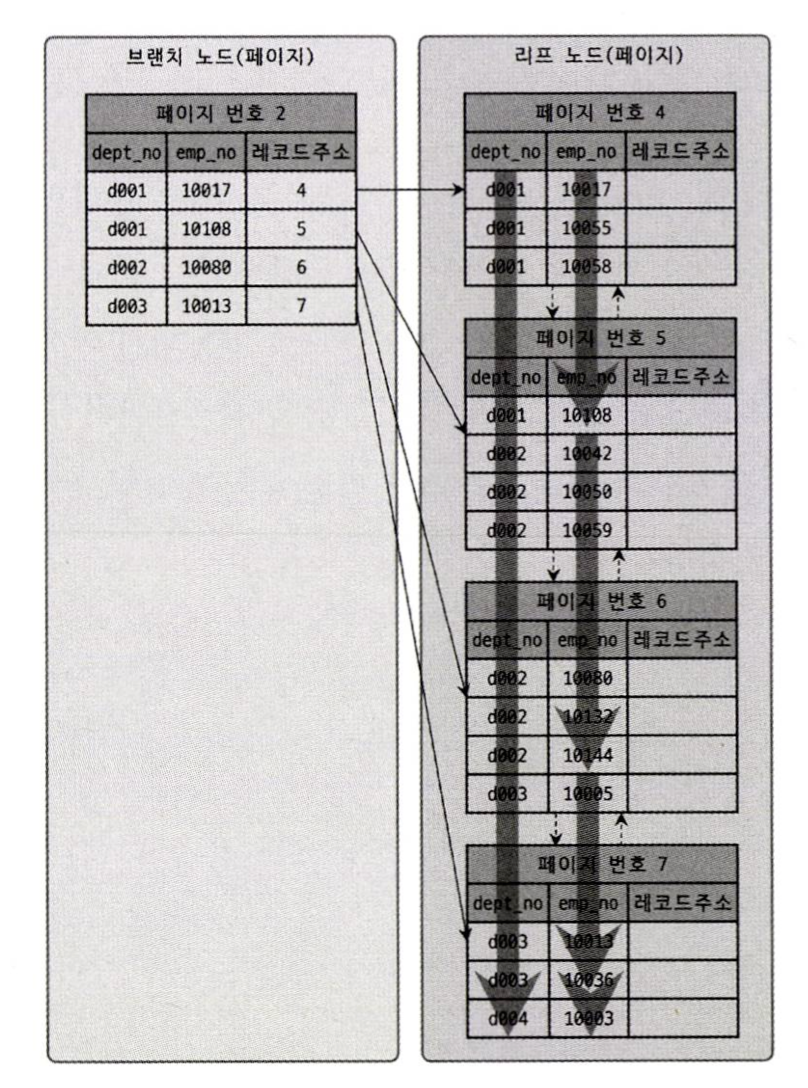 브랜치 노드(페이지)
페이지 번호 2
dept_no emp_no 레코드주소
d001 10017 4
d001 10108 5
d002 10080 6
d003 10013 7
리프 노드(페이지)
페이지 번호 4
dept_no emp_no 레코드주소
d001 10017
d001 10055
d001 10058
페이지 번호 5
dept_no emp_no 레코드주소
d001 10108
d002 10042
d002 10050
d002 10059
페이지 번호 6
dept_no emp_no 레코드주소
d002 10080
d002 10132
d002 10144
d003 10005
페이지 번호 7
dept_no emp_no 레코드주소
d003 10013
d003 10036
d004 10003